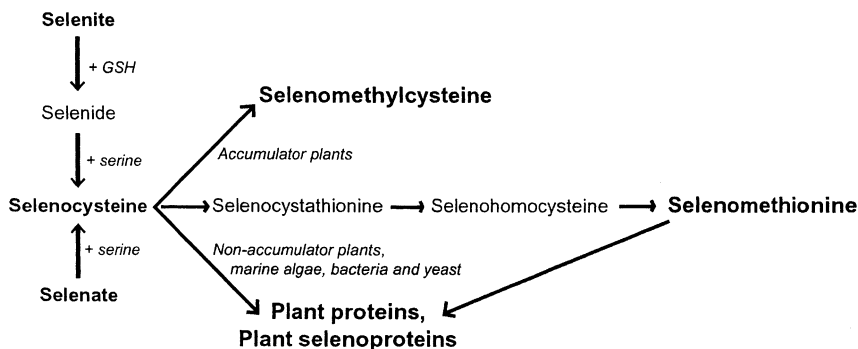 Selenite
+ GSH
Selenide
Selenomethylcysteine
+ serine
Accumulator plants
Selenocysteine
Selenocystathionine
Selenohomocysteine
Selenomethionine
+ serine
Non-accumulator plants,
marine algae, bacteria and yeast
Selenate
Plant proteins,
Plant selenoproteins